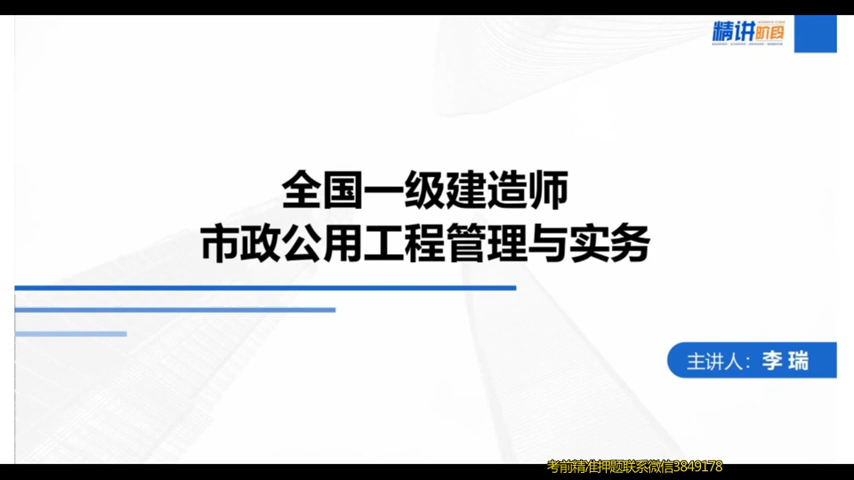 精讲阶段
全国一级建造师
市政公用工程管理与实务
主讲人：李瑞
考前精准押题联系微信3849178